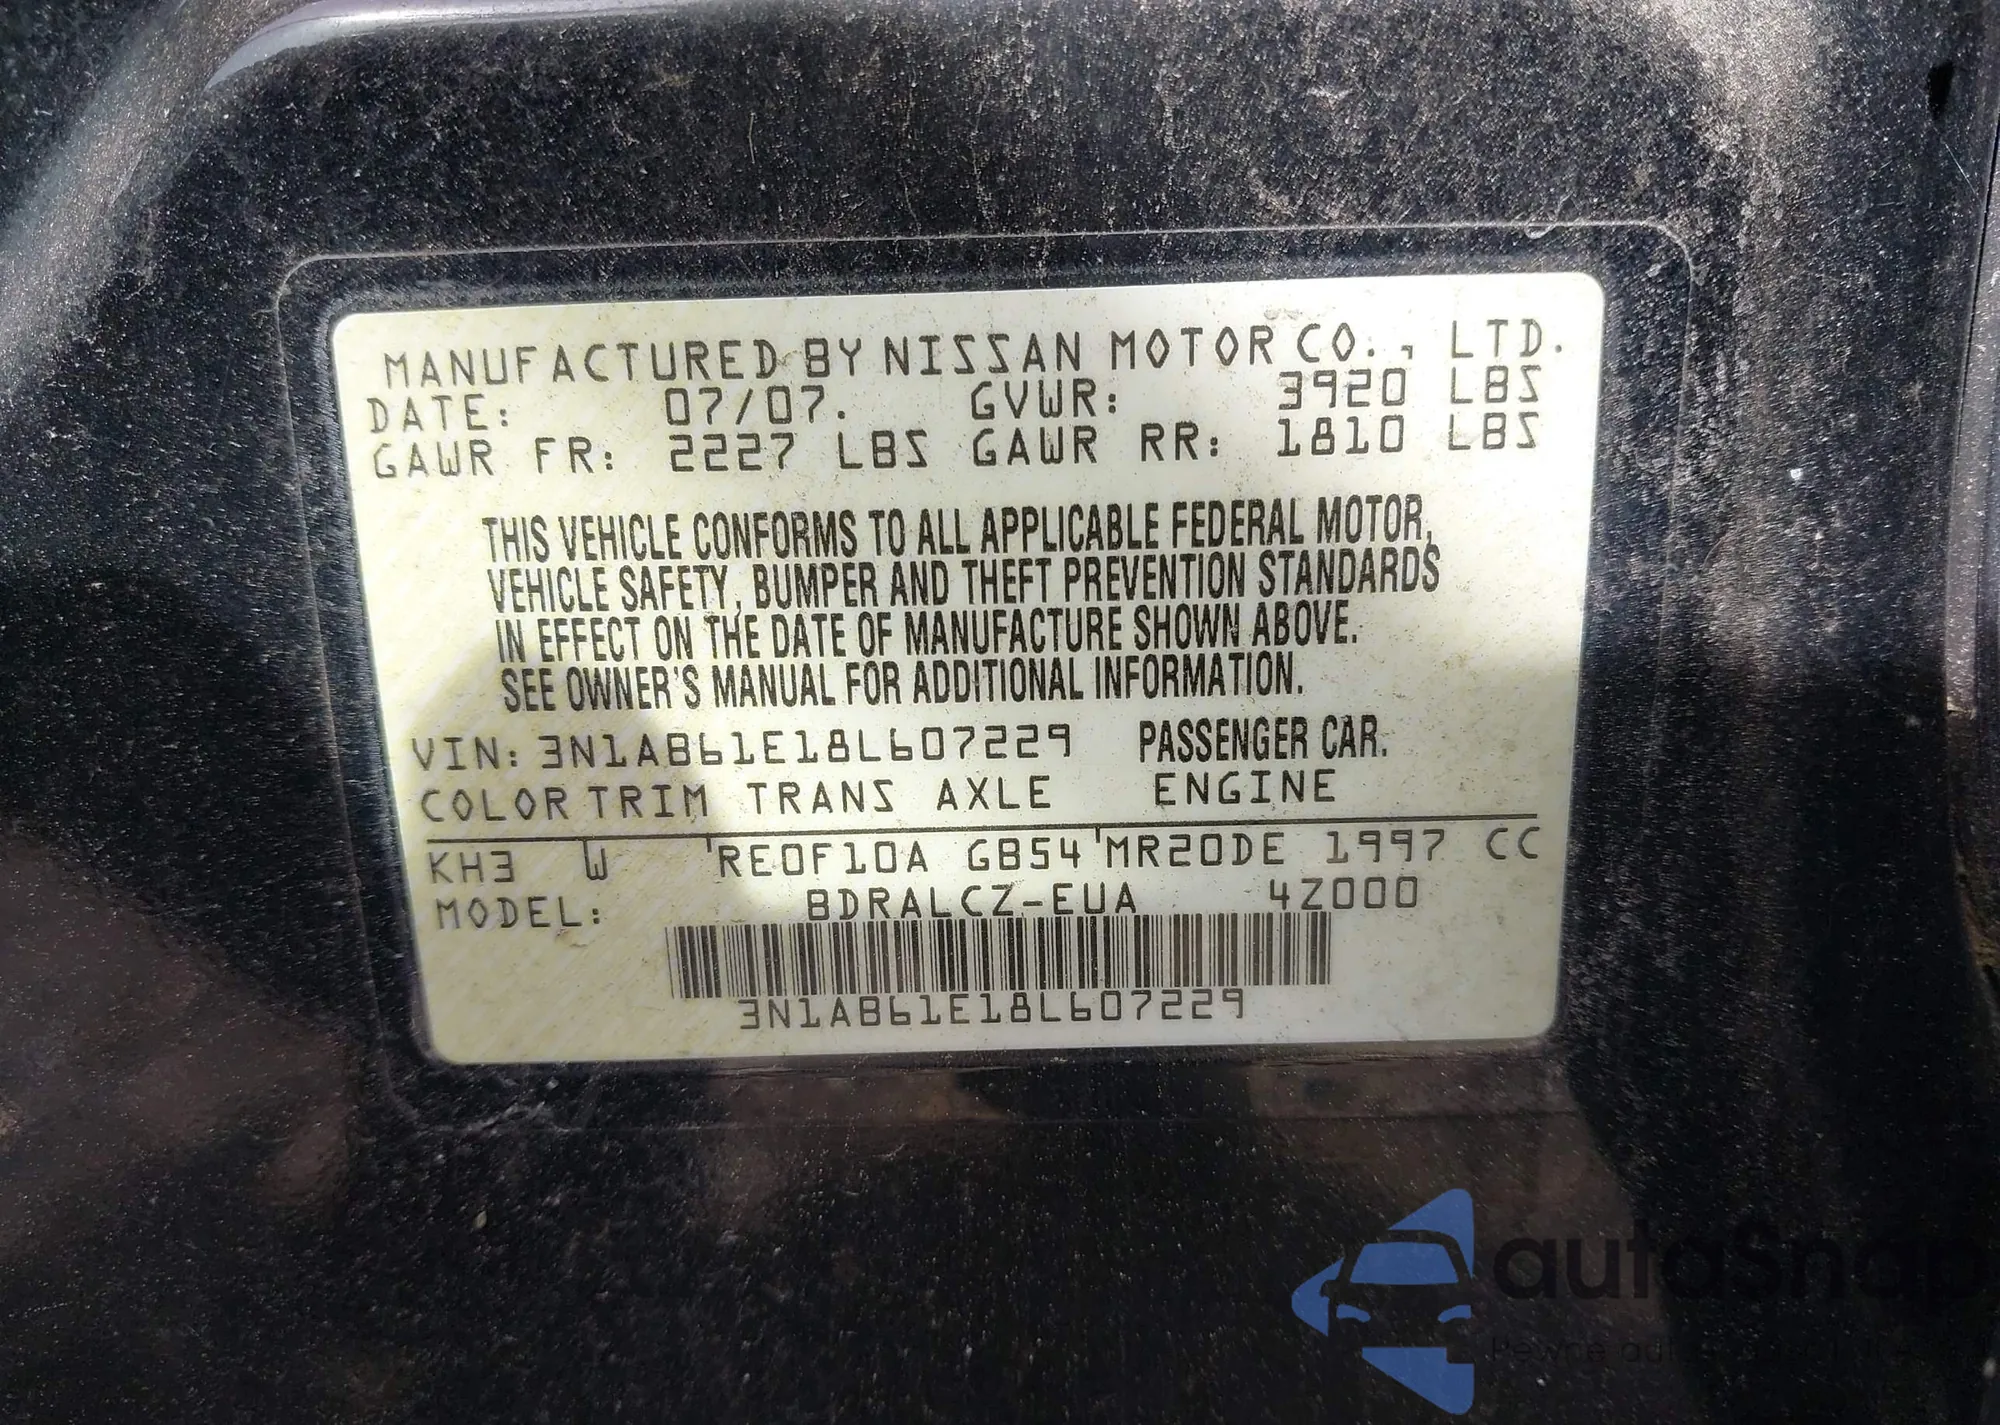 MANUFACTURED BY NISSAN MOTOR CO., LTD.
DATE: 07/07. GVWR: 3920 LBS
GAWR FR: 2227 LBS GAWR RR: 1810 LBS
THIS VEHICLE CONFORMS TO ALL APPLICABLE FEDERAL MOTOR,
VEHICLE SAFETY, BUMPER AND THEFT PREVENTION STANDARDS
IN EFFECT ON THE DATE OF MANUFACTURE SHOWN ABOVE.
SEE OWNER'S MANUAL FOR ADDITIONAL INFORMATION.
VIN: 3N1AB61E18L607229 PASSENGER CAR.
COLOR TRIM TRANS AXLE ENGINE
KH3 W 'RE0F10A GB54'MR20DE 1997 CC
MODEL: BDRALCZ-EUA 4Z000
3N1AB61E18L607229
autoSnap
Pewne